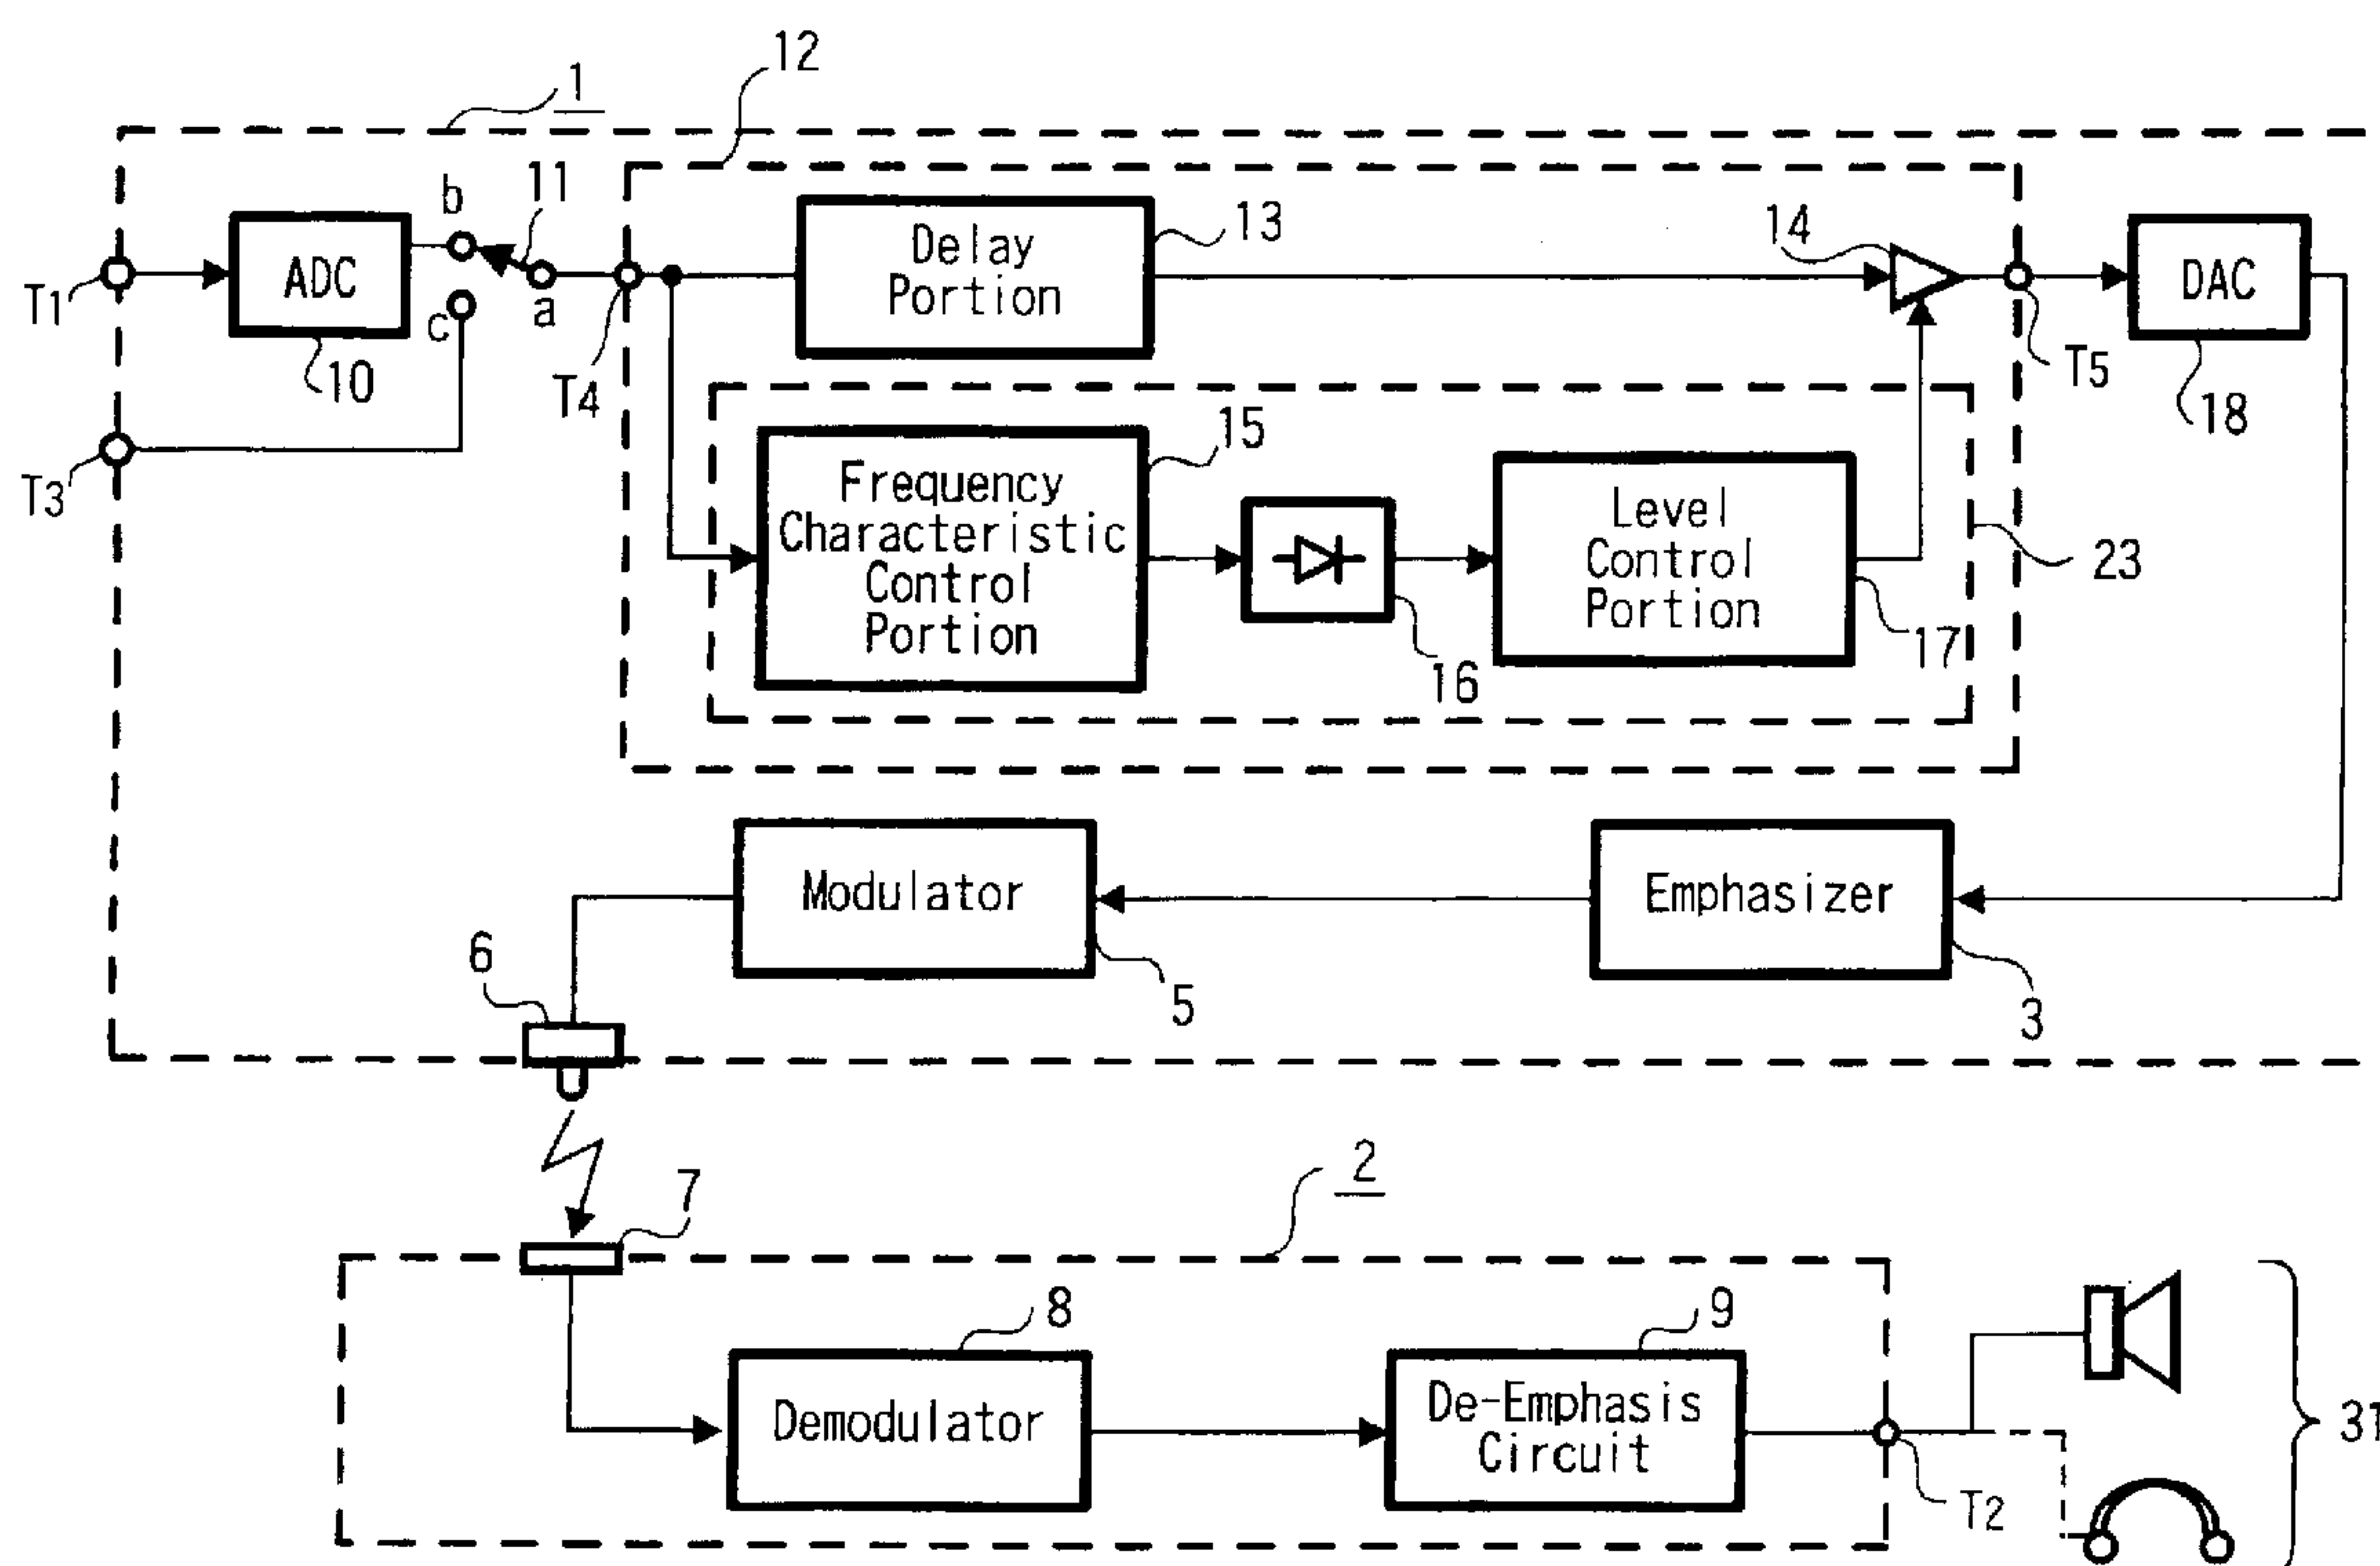 12
1
b
11
ADC
a
c
10
T1
T3
T4
Delay
Portion
13
14
DAC
T5
18
15
Frequency
Characteristic
Control
Portion
16
Level
Control
Portion
17
23
Modulator
5
Emphasizer
3
6
7
2
8
Demodulator
9
De-Emphasis
Circuit
T2
31